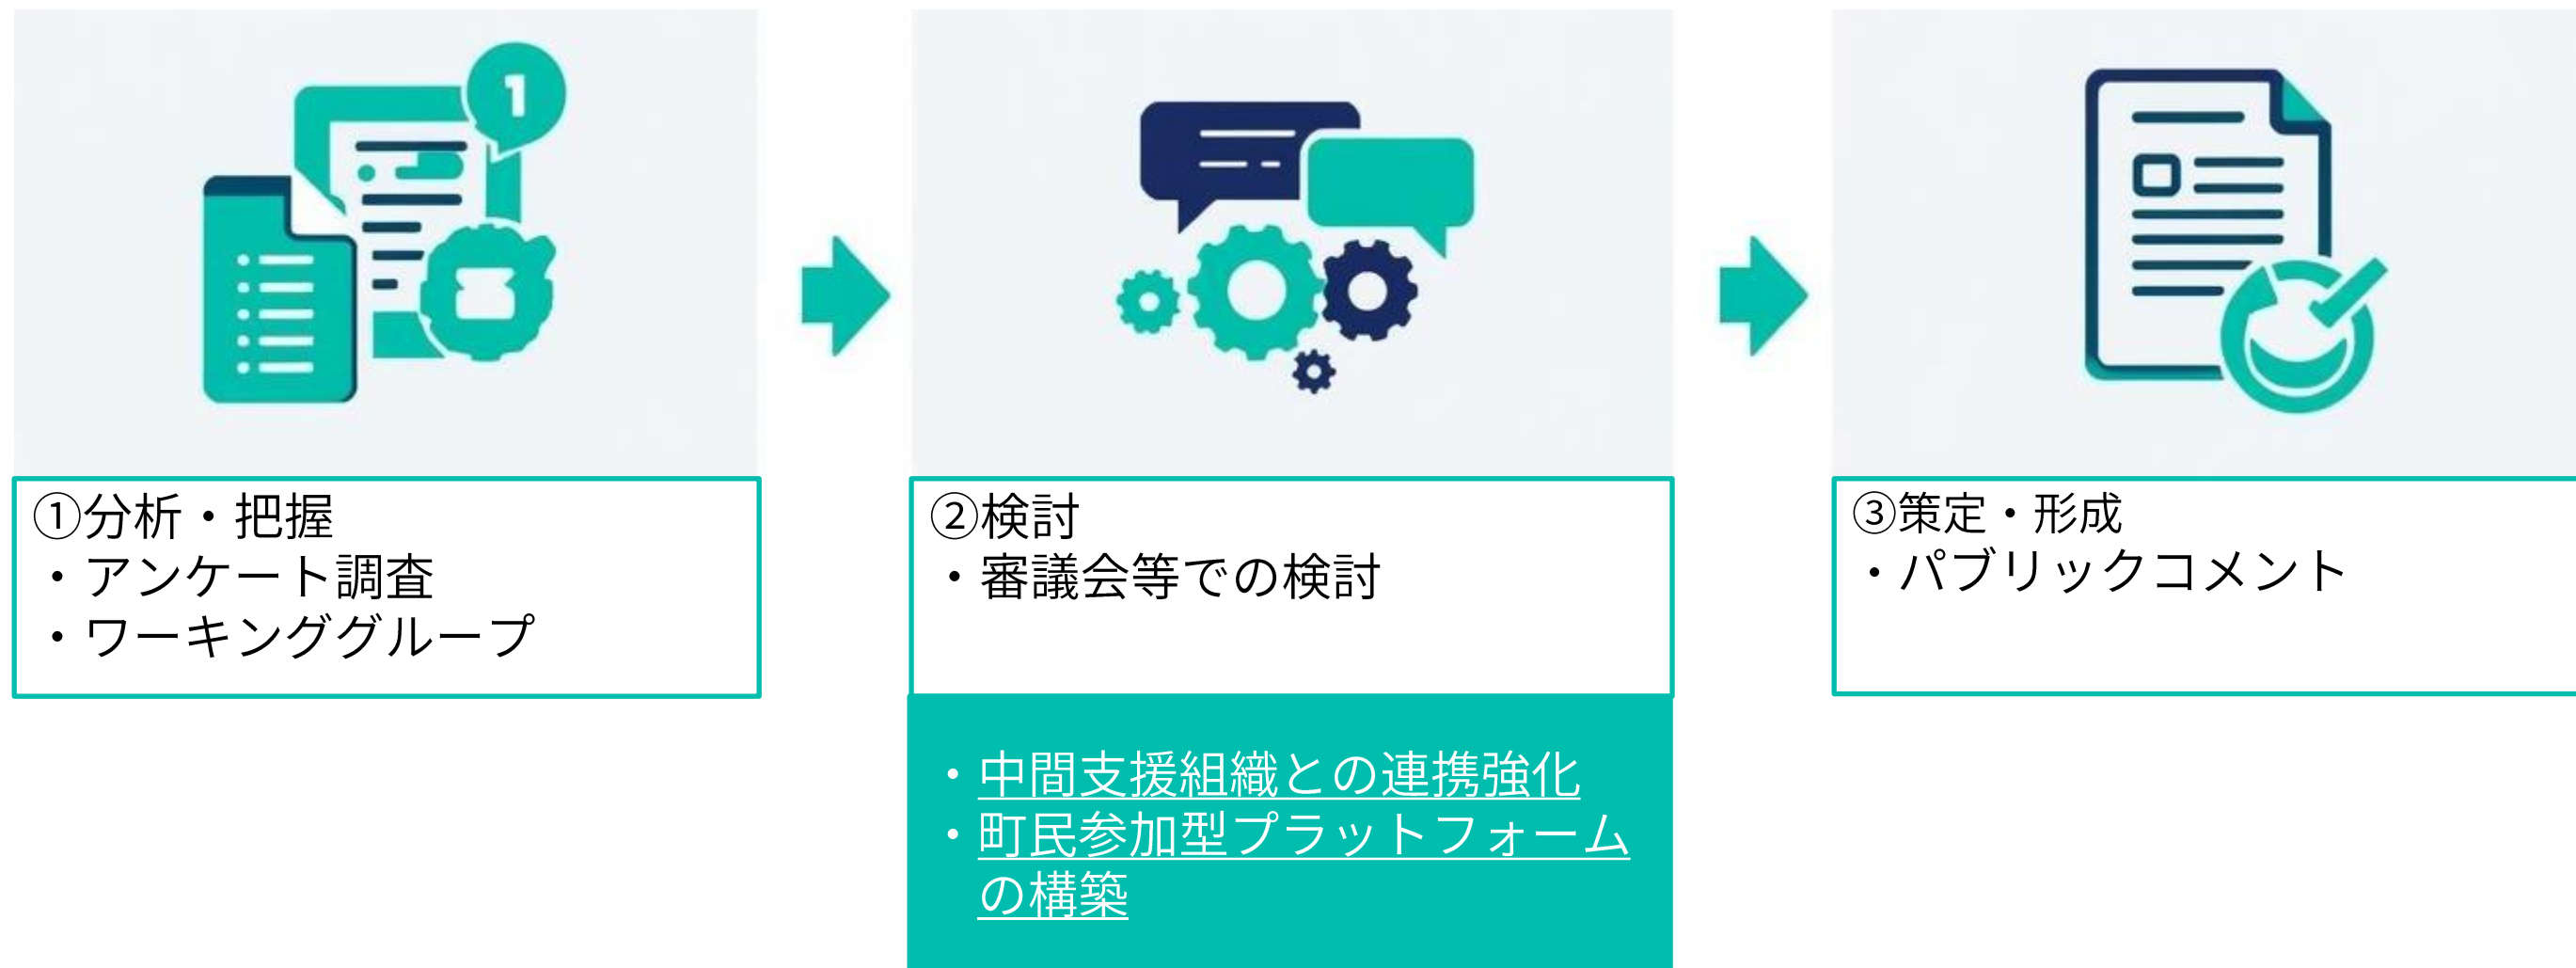 1
①分析・把握
・アンケート調査
・ワーキンググループ
②検討
・審議会等での検討
・中間支援組織との連携強化
・町民参加型プラットフォーム
の構築
③策定・形成
・パブリックコメント